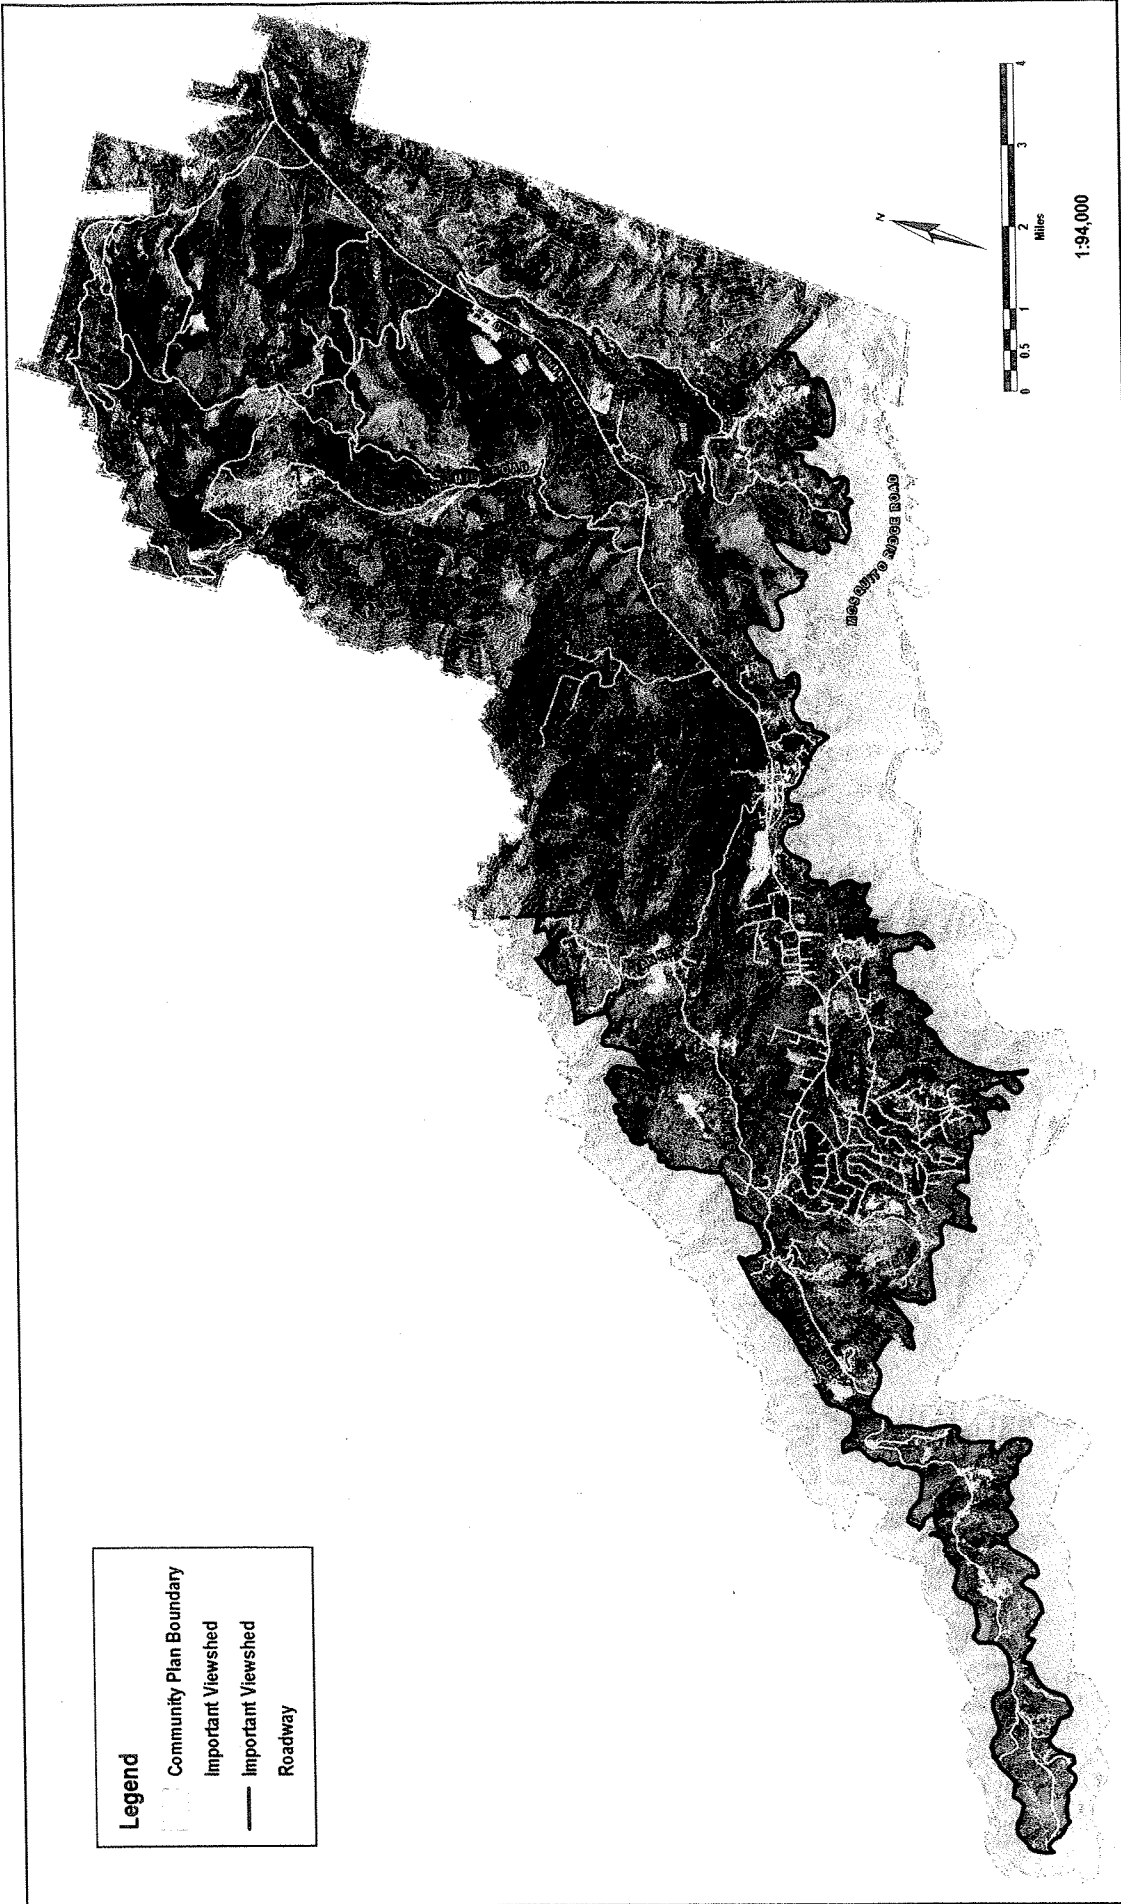 Legend
Community Plan Boundary
Important Viewshed
Important Viewshed
Roadway
MOSQUITO RIDGE ROAD
N
0
0.5
1
2
3
4
Miles
1:94,000